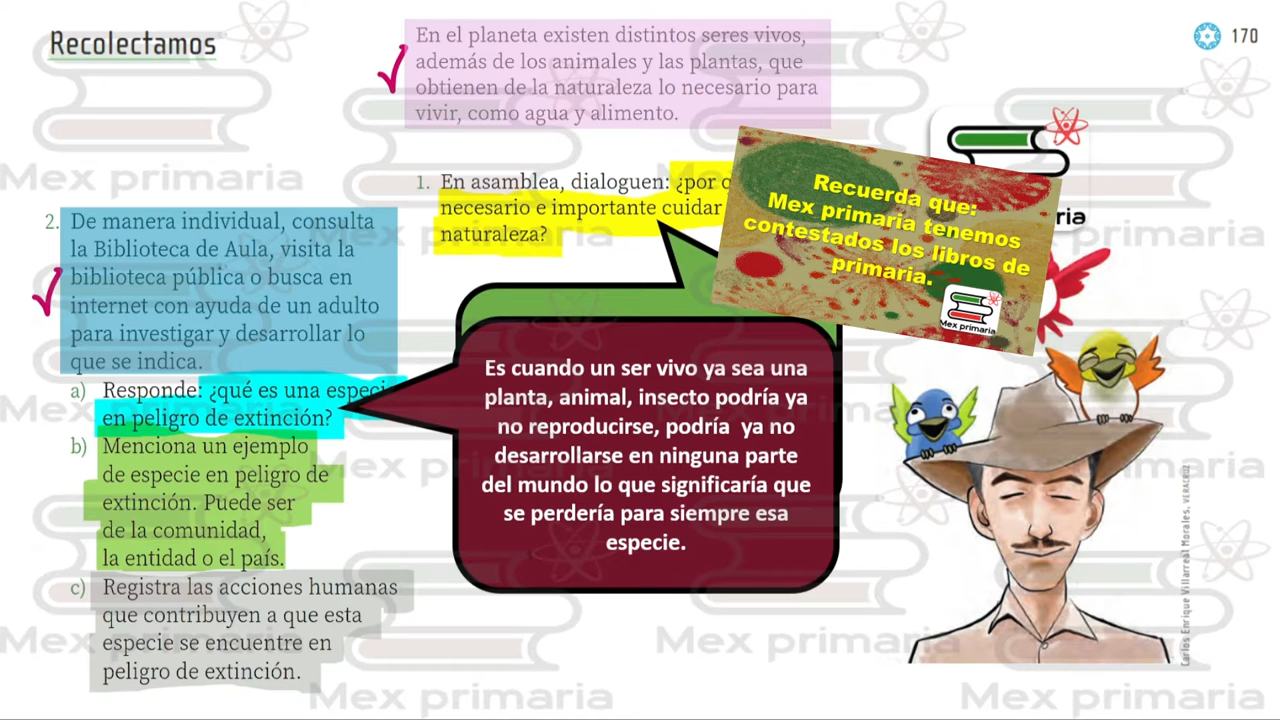 Recolectamos
170
En el planeta existen distintos seres vivos,
además de los animales y las plantas, que
obtienen de la naturaleza lo necesario para
vivir, como agua y alimento.
1. En asamblea, dialoguen: ¿por
necesario e importante cuidar
naturaleza?
Recuerda que:
Mex primaria tenemos
contestados los libros de
primaria.
Mex primaria
2. De manera individual, consulta
la Biblioteca de Aula, visita la
biblioteca pública o busca en
internet con ayuda de un adulto
para investigar y desarrollar lo
que se indica.
a) Responde: ¿qué es una especi
en peligro de extinción?
b) Menciona un ejemplo
de especie en peligro de
extinción. Puede ser
de la comunidad,
la entidad o el país.
c) Registra las acciones humanas
que contribuyen a que esta
especie se encuentre en
peligro de extinción.
Es cuando un ser vivo ya sea una
planta, animal, insecto podría ya
no reproducirse, podría ya no
desarrollarse en ninguna parte
del mundo lo que significaría que
se perdería para siempre esa
especie.
Carlos Enrique Villarreal Morales, VERACRUZ
Mex primaria
Mex primaria
Mex primaria